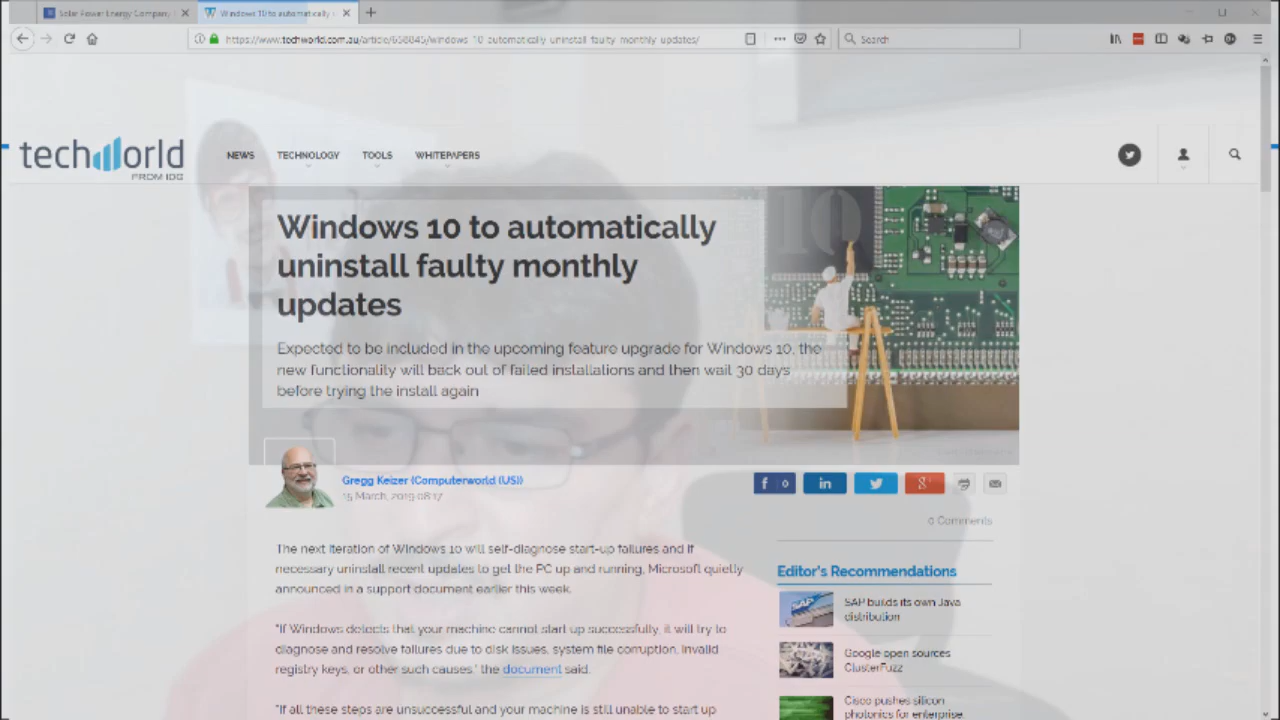 Solar Power Energy Company
Windows 10 to automatically u
https://www.techworld.com.au/article/658845/windows-10-automatically-uninstall-faulty-monthly-updates/
Search
techworld
FROM IDG
NEWS TECHNOLOGY TOOLS WHITEPAPERS
10
Windows 10 to automatically
uninstall faulty monthly
updates
Expected to be included in the upcoming feature upgrade for Windows 10, the
new functionality will back out of failed installations and then wait 30 days
before trying the install again
Gregg Keizer (Computerworld (US))
15 March, 2019 08:17
f 0 in g+
0 Comments
The next iteration of Windows 10 will self-diagnose start-up failures and if
necessary uninstall recent updates to get the PC up and running, Microsoft quietly
announced in a support document earlier this week.
"If Windows detects that your machine cannot start up successfully, it will try to
diagnose and resolve failures due to disk issues, system file corruption, invalid
registry keys, or other such causes," the document said.
"If all these steps are unsuccessful and your machine is still unable to start up
Editor's Recommendations
SAP
SAP builds its own Java
distribution
Google open sources
ClusterFuzz
Cisco pushes silicon
photonics for enterprise,